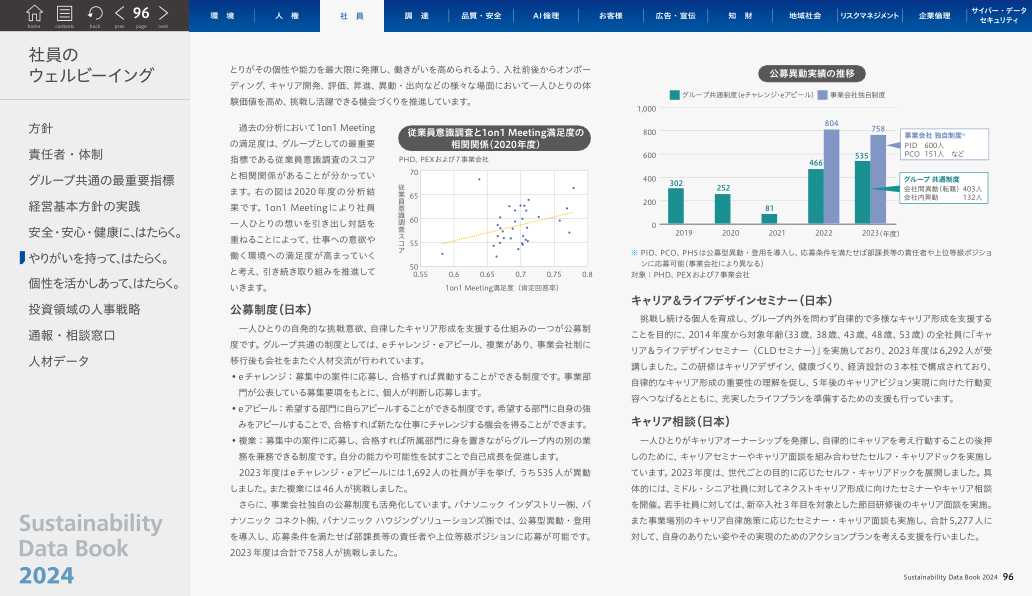 home
contents
back
prev
96
page
next
環 境
人 権
社 員
調 達
品質・安全
AI倫理
お客様
広告・宣伝
知 財
地域社会
リスクマネジメント
企業倫理
サイバー・データ
セキュリティ
社員の
ウェルビーイング
方針
責任者・体制
グループ共通の最重要指標
経営基本方針の実践
安全・安心・健康に、はたらく。
やりがいを持って、はたらく。
個性を活かしあって、はたらく。
投資領域の人事戦略
通報・相談窓口
人材データ
Sustainability
Data Book
2024
とりがその個性や能力を最大限に発揮し、働きがいを高められるよう、入社前後からオンボー
ディング、キャリア開発、評価、昇進、異動・出向などの様々な場面において一人ひとりの体
験価値を高め、挑戦し活躍できる機会づくりを推進しています。
過去の分析において1on1 Meeting
の満足度は、グループとしての最重要
指標である従業員意識調査のスコア
と相関関係があることが分かってい
ます。右の図は2020年度の分析結
果です。1on1 Meetingにより社員
一人ひとりの想いを引き出し対話を
重ねることによって、仕事への意欲や
働く環境への満足度が高まっていく
と考え、引き続き取り組みを推進して
いきます。
従業員意識調査と1on1 Meeting満足度の
相関関係（2020年度）
PHD、PEXおよび7事業会社
従業員意識調査スコア
70
65
60
55
50
0.55 0.6 0.65 0.7 0.75 0.8
1on1 Meeting満足度（肯定回答率）
公募制度（日本）
一人ひとりの自発的な挑戦意欲、自律したキャリア形成を支援する仕組みの一つが公募制
度です。グループ共通の制度としては、eチャレンジ・eアピール、複業があり、事業会社制に
移行後も会社をまたぐ人材交流が行われています。
• eチャレンジ：募集中の案件に応募し、合格すれば異動することができる制度です。事業部
門が公表している募集要項をもとに、個人が判断し応募します。
• eアピール：希望する部門に自らアピールすることができる制度です。希望する部門に自身の強
みをアピールすることで、合格すれば新たな仕事にチャレンジする機会を得ることができます。
• 複業：募集中の案件に応募し、合格すれば所属部門に身を置きながらグループ内の別の業
務を兼務できる制度です。自分の能力や可能性を試すことで自己成長を促進します。
2023年度はeチャレンジ・eアピールには1,692人の社員が手を挙げ、うち535人が異動
しました。また複業には46人が挑戦しました。
さらに、事業会社独自の公募制度も活発化しています。パナソニック インダストリー㈱、パ
ナソニック コネクト㈱、パナソニック ハウジングソリューションズ㈱では、公募型異動・登用
を導入し、応募条件を満たせば部課長等の責任者や上位等級ポジションに応募が可能です。
2023年度は合計で758人が挑戦しました。
公募異動実績の推移
グループ共通制度（eチャレンジ・eアピール） 事業会社独自制度
1,000
800
600
400
200
0
302
252
81
466
804
535
758
2019 2020 2021 2022 2023（年度）
事業会社 独自制度※
PID 600人
PCO 151人 など
グループ 共通制度
会社間異動（転籍） 403人
会社内異動 132人
※ PID、PCO、PHSは公募型異動・登用を導入し、応募条件を満たせば部課長等の責任者や上位等級ポジショ
ンに応募可能（事業会社により異なる）
対象：PHD、PEXおよび7事業会社
キャリア＆ライフデザインセミナー（日本）
挑戦し続ける個人を育成し、グループ内外を問わず自律的で多様なキャリア形成を支援する
ことを目的に、2014年度から対象年齢（33歳、38歳、43歳、48歳、53歳）の全社員に「キャ
リア＆ライフデザインセミナー（CLDセミナー）」を実施しており、2023年度は6,292人が受
講しました。この研修はキャリアデザイン、健康づくり、経済設計の3本柱で構成されており、
自律的なキャリア形成の重要性の理解を促し、5年後のキャリアビジョン実現に向けた行動変
容へつなげるとともに、充実したライフプランを準備するための支援も行っています。
キャリア相談（日本）
一人ひとりがキャリアオーナーシップを発揮し、自律的にキャリアを考え行動することの後押
しのために、キャリアセミナーやキャリア面談を組み合わせたセルフ・キャリアドックを実施し
ています。2023年度は、世代ごとの目的に応じたセルフ・キャリアドックを展開しました。具
体的には、ミドル・シニア社員に対してネクストキャリア形成に向けたセミナーやキャリア相談
を開催。若手社員に対しては、新卒入社3年目を対象とした節目研修後のキャリア面談を実施。
また事業場別のキャリア自律施策に応じたセミナー・キャリア面談も実施し、合計5,277人に
対して、自身のありたい姿やその実現のためのアクションプランを考える支援を行いました。
Sustainability Data Book 2024 96